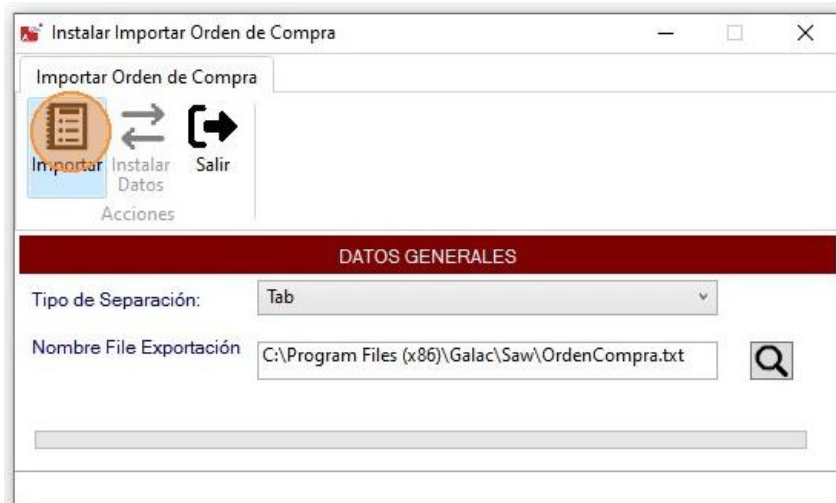 Instalar Importar Orden de Compra
Importar Orden de Compra
Importar
Instalar Datos
Salir
Acciones
DATOS GENERALES
Tipo de Separación:
Tab
Nombre File Exportación
C:\Program Files (x86)\Galac\Saw\OrdenCompra.txt